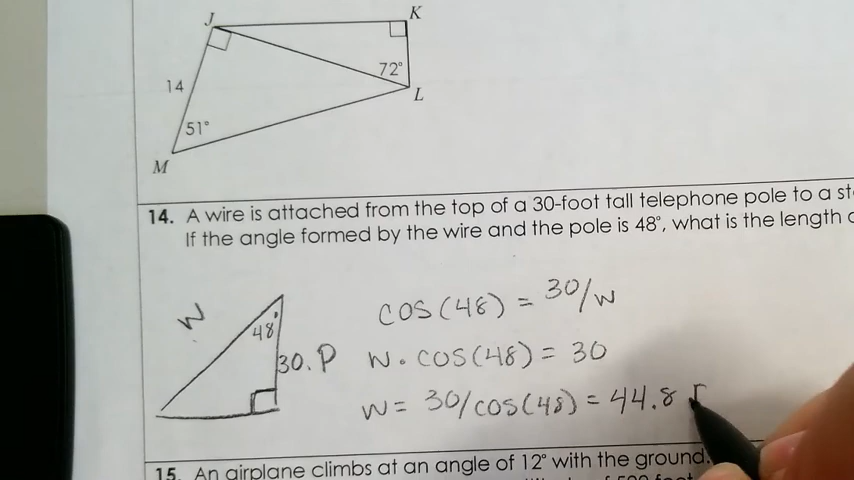 J
K
14
72°
L
51°
M
14. A wire is attached from the top of a 30-foot tall telephone pole to a
If the angle formed by the wire and the pole is 48°, what is the length
W
48°
30.P
cos(48) = 30/w
w • cos(48) = 30
w = 30/cos(48) = 44.8
15. An airplane climbs at an angle of 12° with the ground.